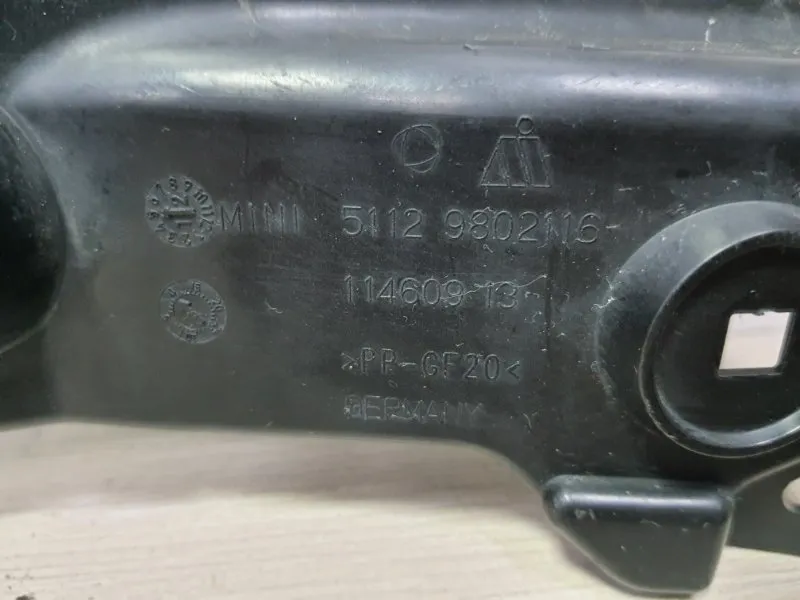 MINI 5112 9802116-
114609 13-
>PP-GF20<
GERMANY